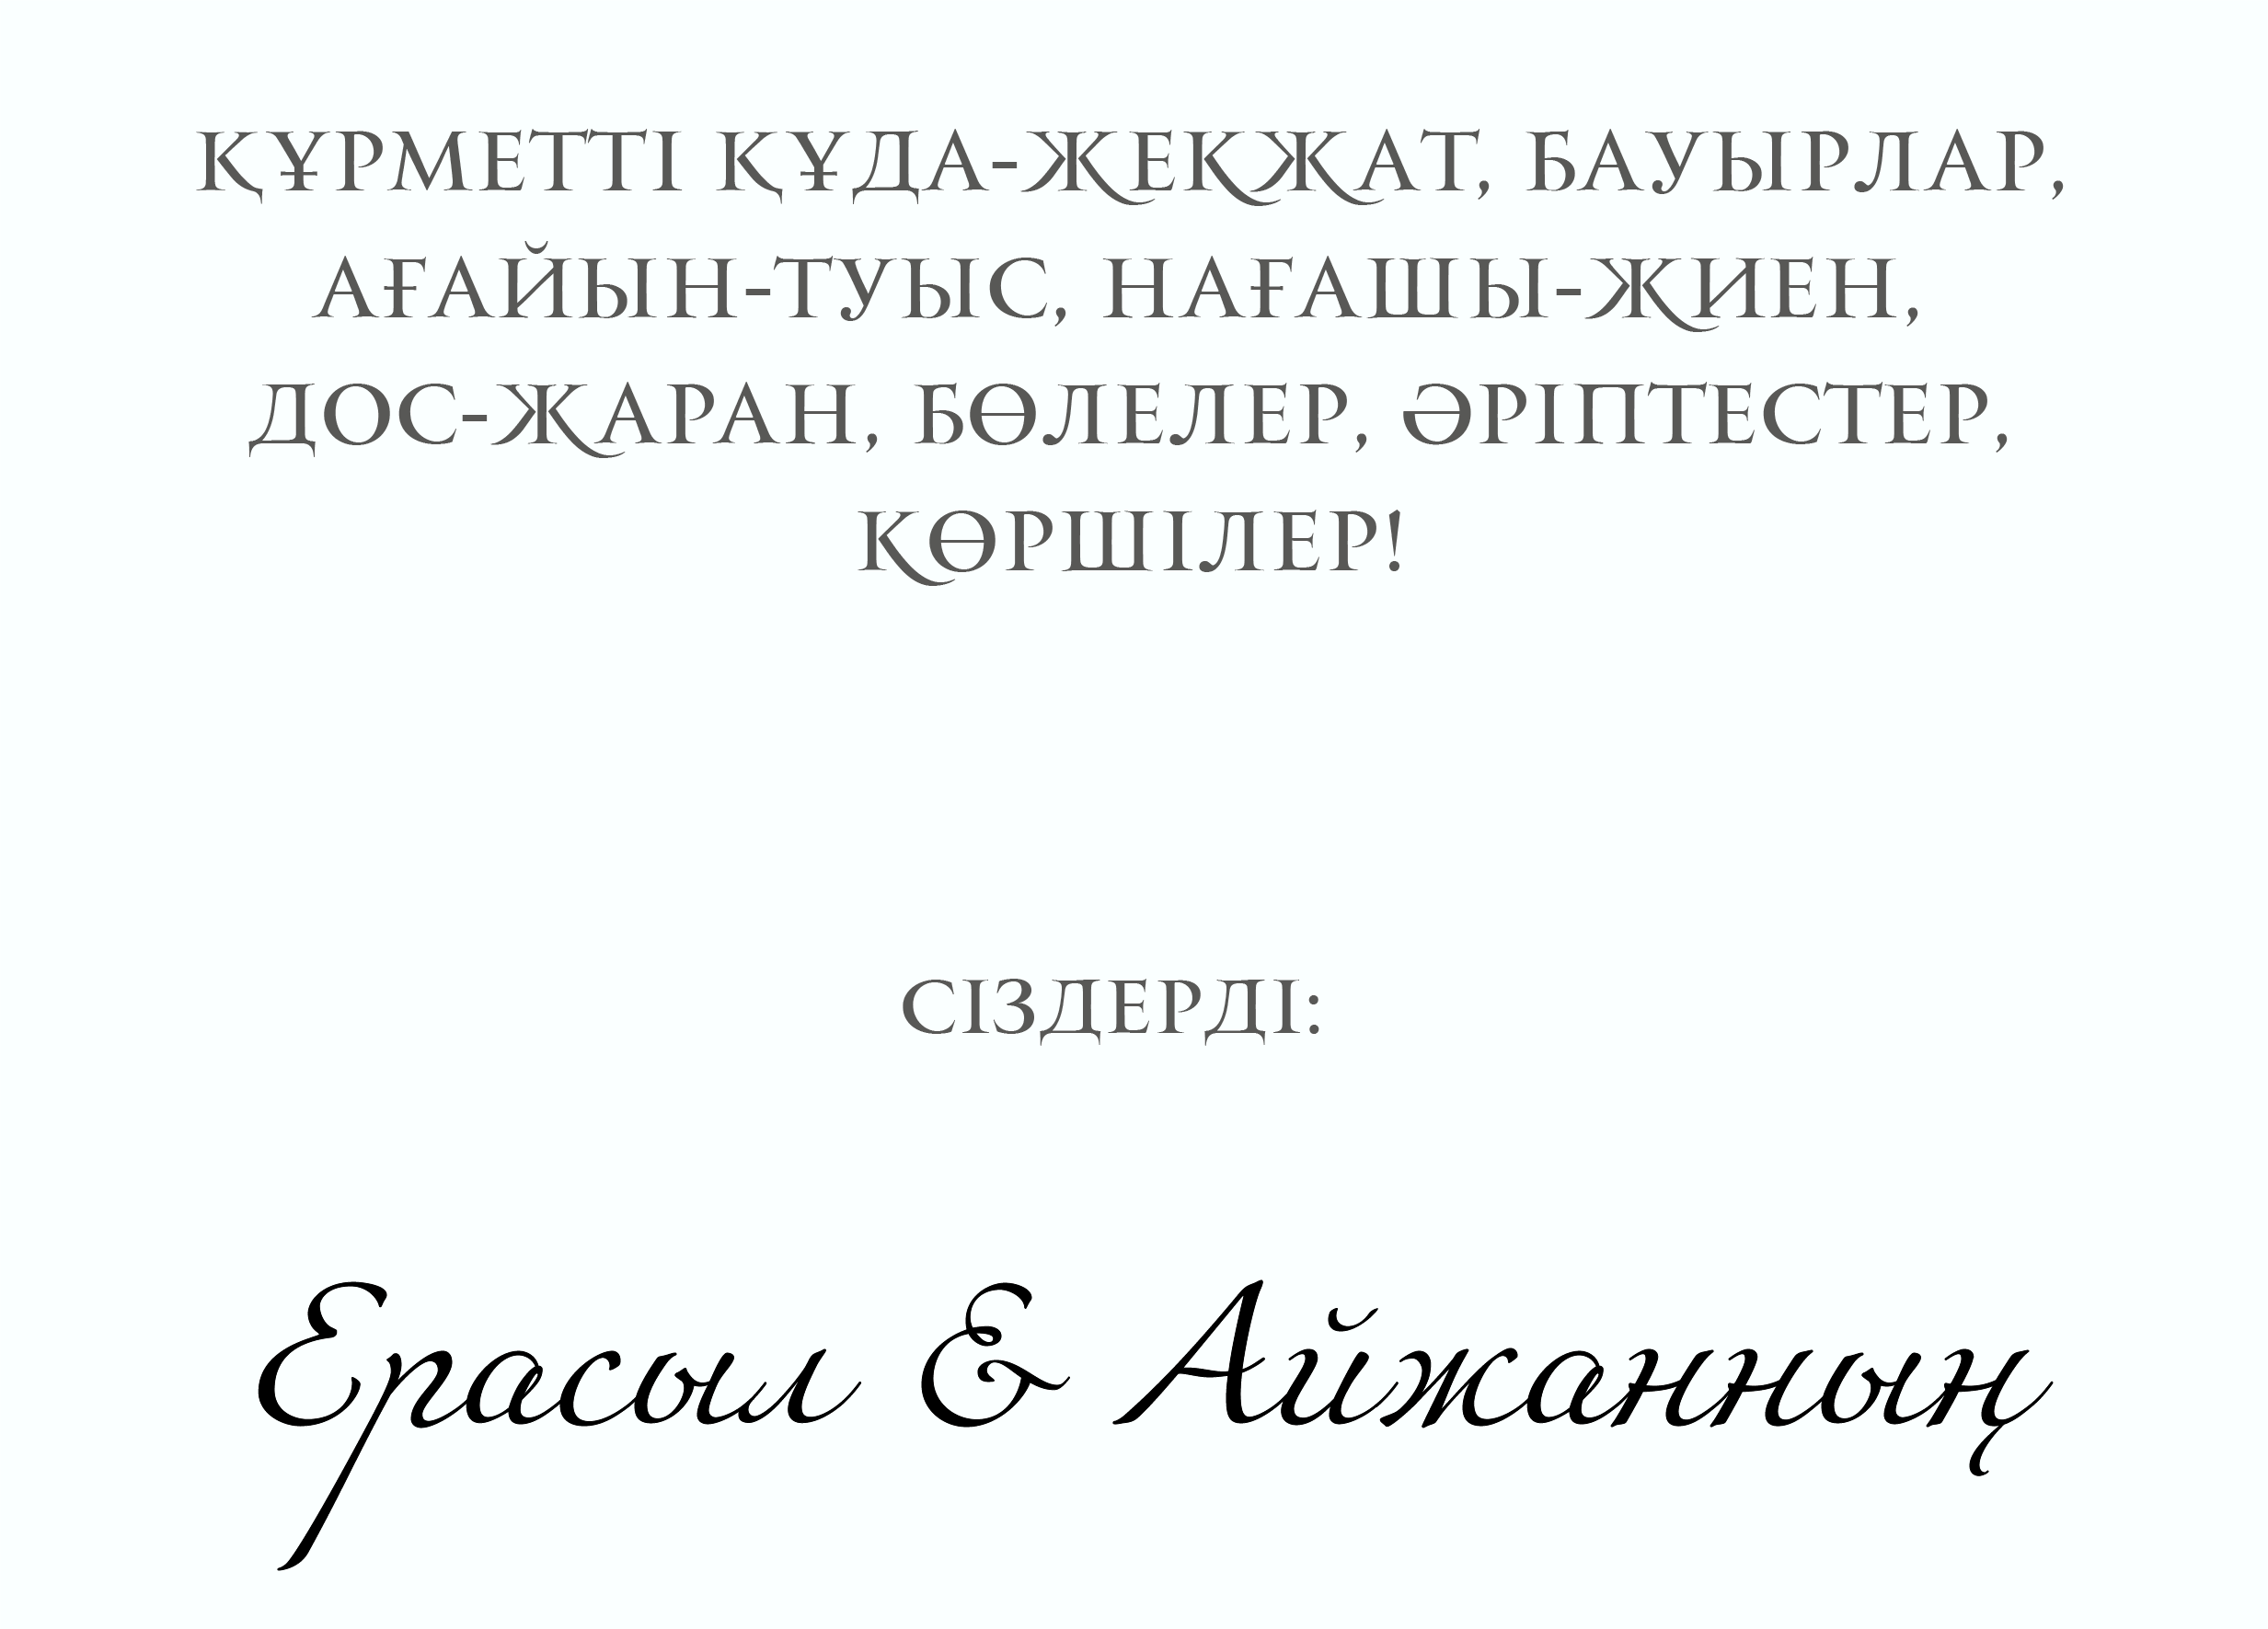 ҚҰРМЕТТІ ҚҰДА-ЖЕКЖАТ, БАУЫРЛАР,
АҒАЙЫН-ТУЫС, НАҒАШЫ-ЖИЕН,
ДОС-ЖАРАН, БӨЛЕЛЕР, ӘРІПТЕСТЕР,
КӨРШІЛЕР!
СІЗДЕРДІ:
Ерасыл & Айжанның